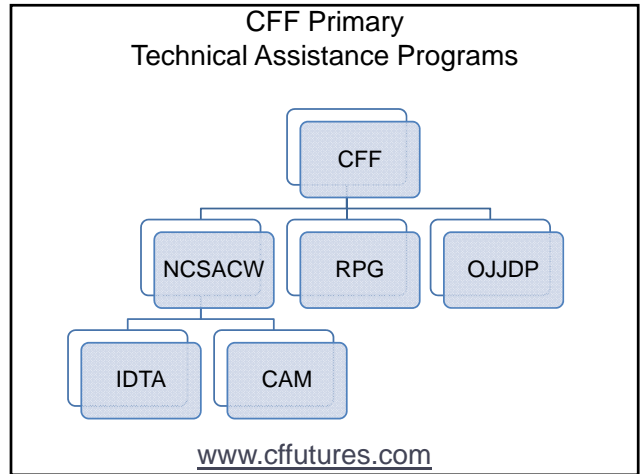 CFF Primary
Technical Assistance Programs
CFF
NCSACW RPG OJJDP
IDTA CAM
www.cffutures.com